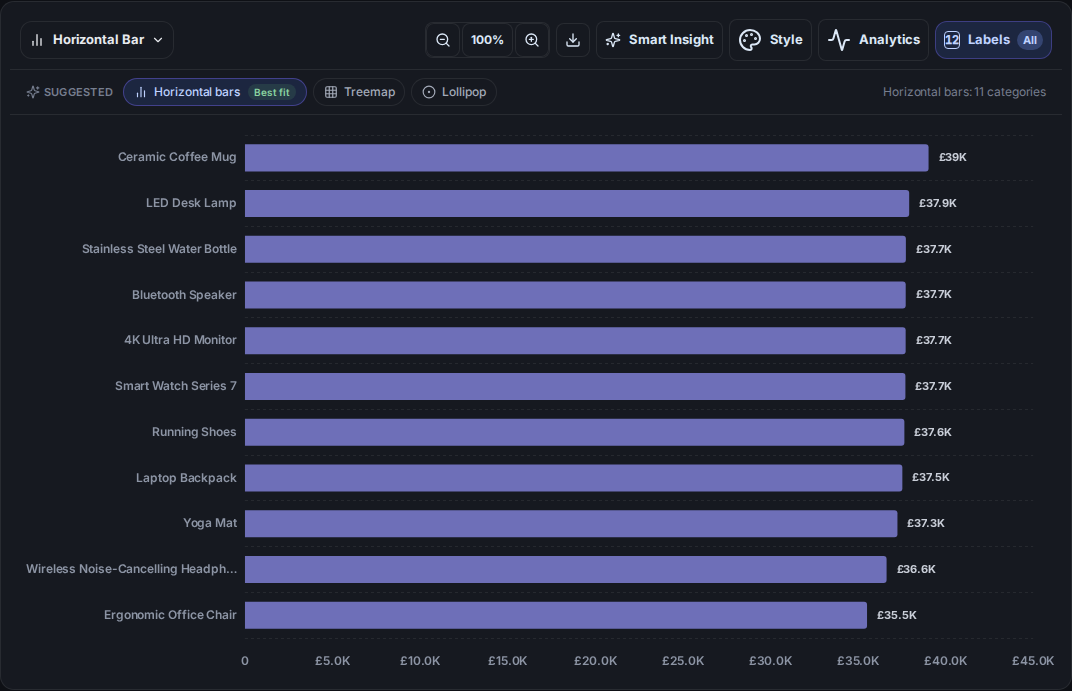 Horizontal Bar 100% Smart Insight Style Analytics 12 Labels All
SUGGESTED Horizontal bars Best fit Treemap Lollipop Horizontal bars: 11 categories
Ceramic Coffee Mug £39K
LED Desk Lamp £37.9K
Stainless Steel Water Bottle £37.7K
Bluetooth Speaker £37.7K
4K Ultra HD Monitor £37.7K
Smart Watch Series 7 £37.7K
Running Shoes £37.6K
Laptop Backpack £37.5K
Yoga Mat £37.3K
Wireless Noise-Cancelling Headph... £36.6K
Ergonomic Office Chair £35.5K
0 £5.0K £10.0K £15.0K £20.0K £25.0K £30.0K £35.0K £40.0K £45.0K